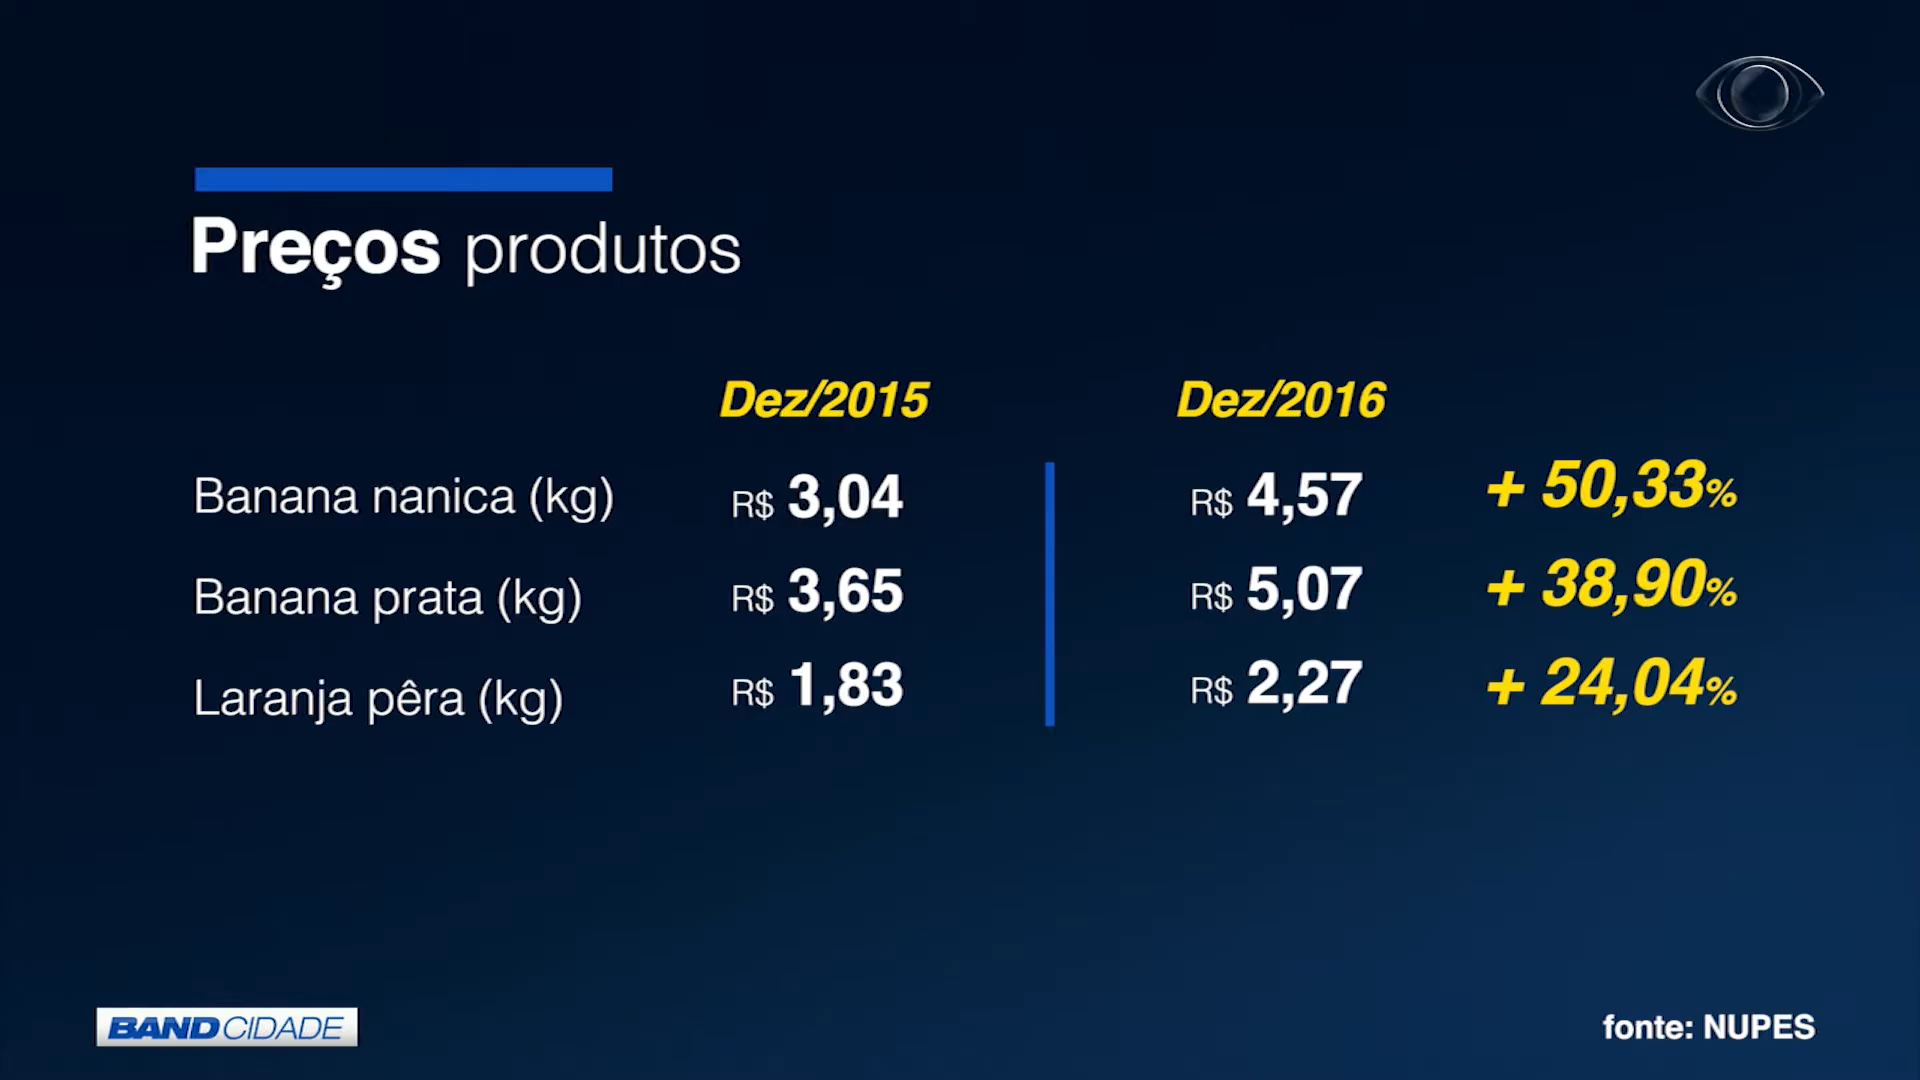 Preços produtos
Dez/2015 Dez/2016
Banana nanica (kg) R$ 3,04 R$ 4,57 + 50,33%
Banana prata (kg) R$ 3,65 R$ 5,07 + 38,90%
Laranja pêra (kg) R$ 1,83 R$ 2,27 + 24,04%
BAND CIDADE
fonte: NUPES